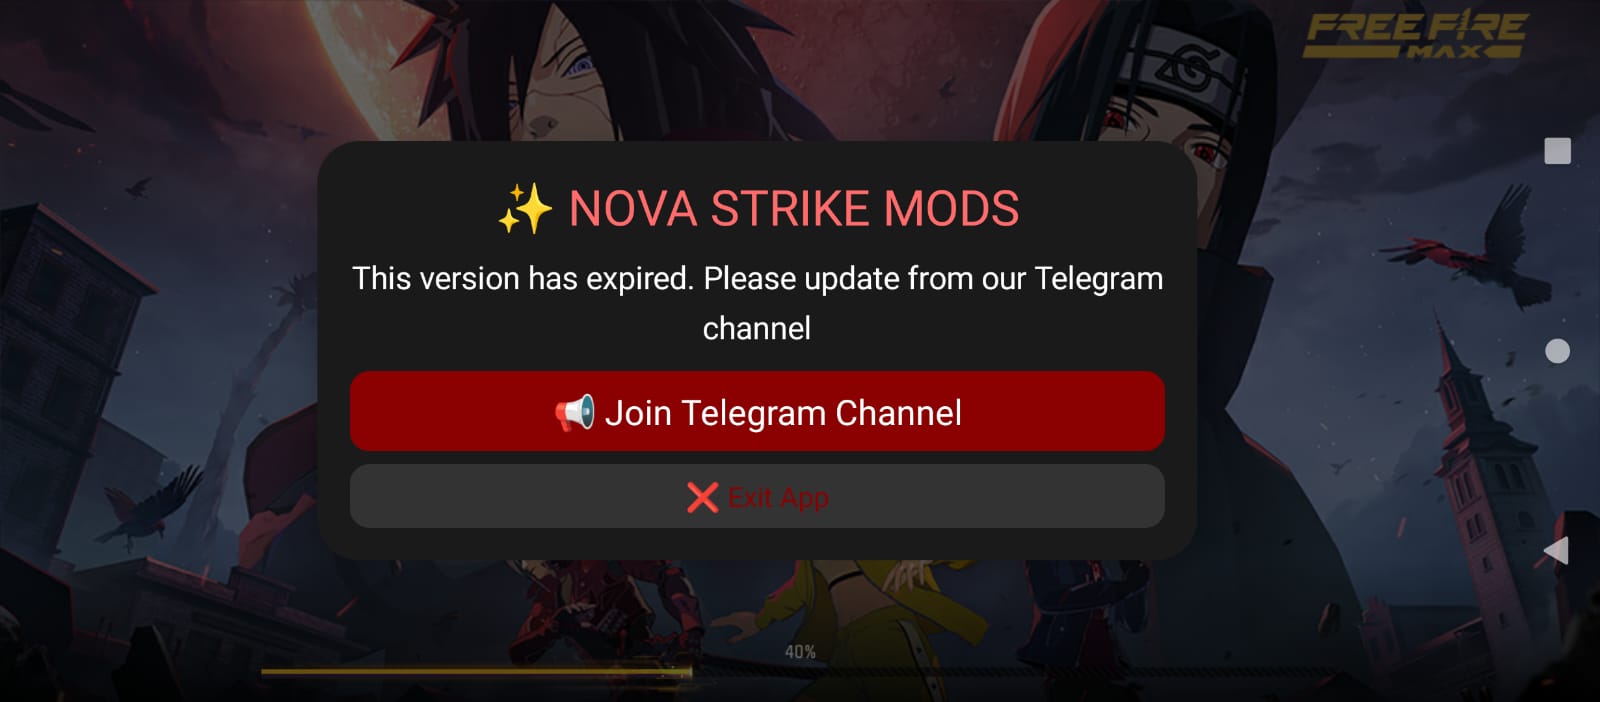 FREE FIRE
MAX
✨ NOVA STRIKE MODS
This version has expired. Please update from our Telegram
channel
📢 Join Telegram Channel
❌ Exit App
40%